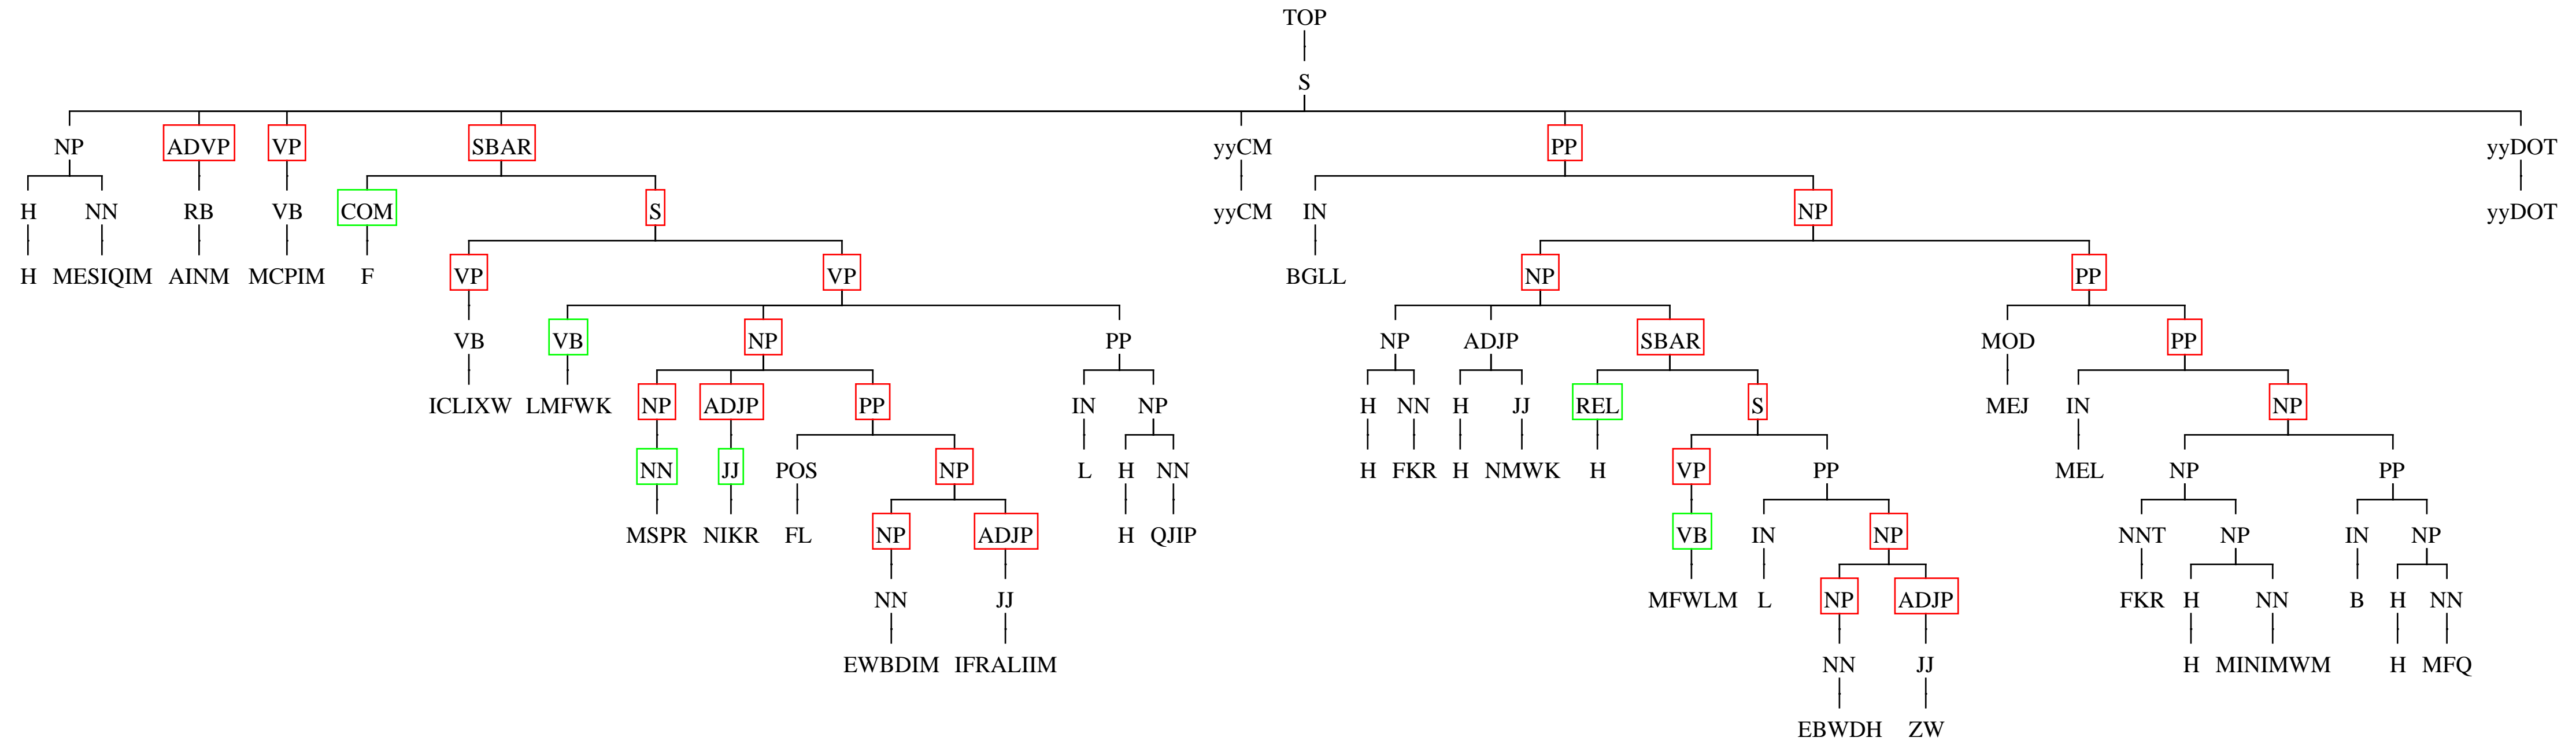 TOP
S
NP ADVP VP SBAR yyCM PP yyDOT
H NN RB VB COM S yyCM IN NP yyDOT
H MESIQIM AINM MCPIM F VP VP BGLL NP PP
VB VB NP PP NP ADJP SBAR MOD PP
ICLIXW LMFWK NP ADJP PP IN NP H NN H JJ REL S MEJ IN NP
NN JJ POS NP L H NN H FKR H NMWK H VP PP MEL NP PP
MSPR NIKR FL NP ADJP H QJIP VB IN NP NNT NP IN NP
NN JJ MFWLM L NP ADJP FKR H NN B H NN
EWBDIM IFRALIIM NN JJ H MINIMWM H MFQ
EBWDH ZW